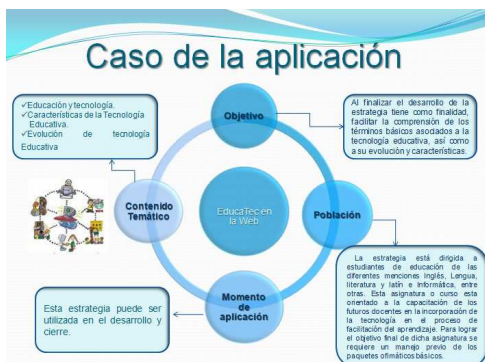 Caso de la aplicación
✓Educación y tecnología.
✓Características de la Tecnología
Educativa.
✓Evolución de tecnología
Educativa
Objetivo
Al finalizar el desarrollo de la
estrategia tiene como finalidad,
facilitar la comprensión de los
términos básicos asociados a la
tecnología educativa, así como
a su evolución y características.
Contenido
Temático
EducaTec en
la Web
Población
Momento
de
aplicación
Esta estrategia puede ser
utilizada en el desarrollo y
cierre.
La estrategia está dirigida a
estudiantes de educación de las
diferentes menciones Inglés, Lengua,
literatura y latín e Informática, entre
otras. Esta asignatura o curso esta
orientado a la capacitación de los
futuros docentes en la incorporación de
la tecnología en el proceso de
facilitación del aprendizaje. Para lograr
el objetivo final de dicha asignatura se
requiere un manejo previo de los
paquetes ofimáticos básicos.